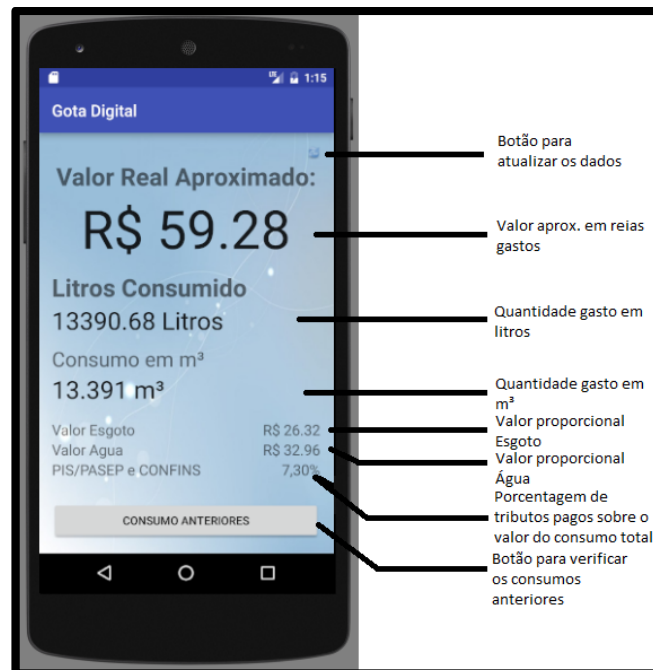 1:15
Gota Digital
Valor Real Aproximado:
R$ 59.28
Litros Consumido
13390.68 Litros
Consumo em m³
13.391 m³
Valor Esgoto R$ 26.32
Valor Agua R$ 32.96
PIS/PASEP e CONFINS 7,30%
CONSUMO ANTERIORES
Botão para
atualizar os dados
Valor aprox. em reias
gastos
Quantidade gasto em
litros
Quantidade gasto em
m³
Valor proporcional
Esgoto
Valor proporcional
Água
Porcentagem de
tributos pagos sobre o
valor do consumo total
Botão para verificar
os consumos
anteriores